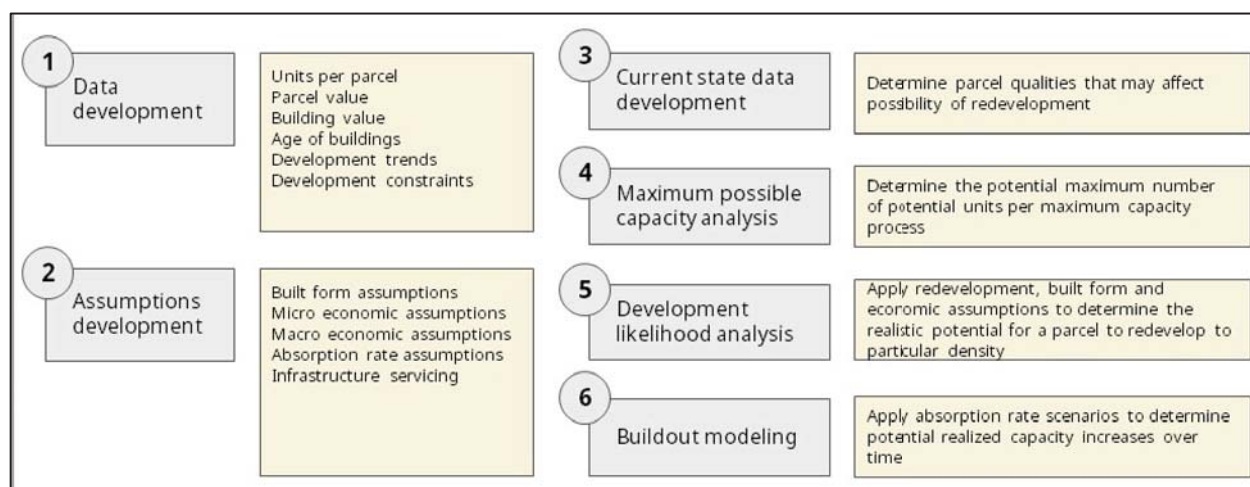 1
Data
development
Units per parcel
Parcel value
Building value
Age of buildings
Development trends
Development constraints
2
Assumptions
development
Built form assumptions
Micro economic assumptions
Macro economic assumptions
Absorption rate assumptions
Infrastructure servicing
3
Current state data
development
Determine parcel qualities that may affect
possibility of redevelopment
4
Maximum possible
capacity analysis
Determine the potential maximum number
of potential units per maximum capacity
process
5
Development
likelihood analysis
Apply redevelopment, built form and
economic assumptions to determine the
realistic potential for a parcel to redevelop to
particular density
6
Buildout modeling
Apply absorption rate scenarios to determine
potential realized capacity increases over
time